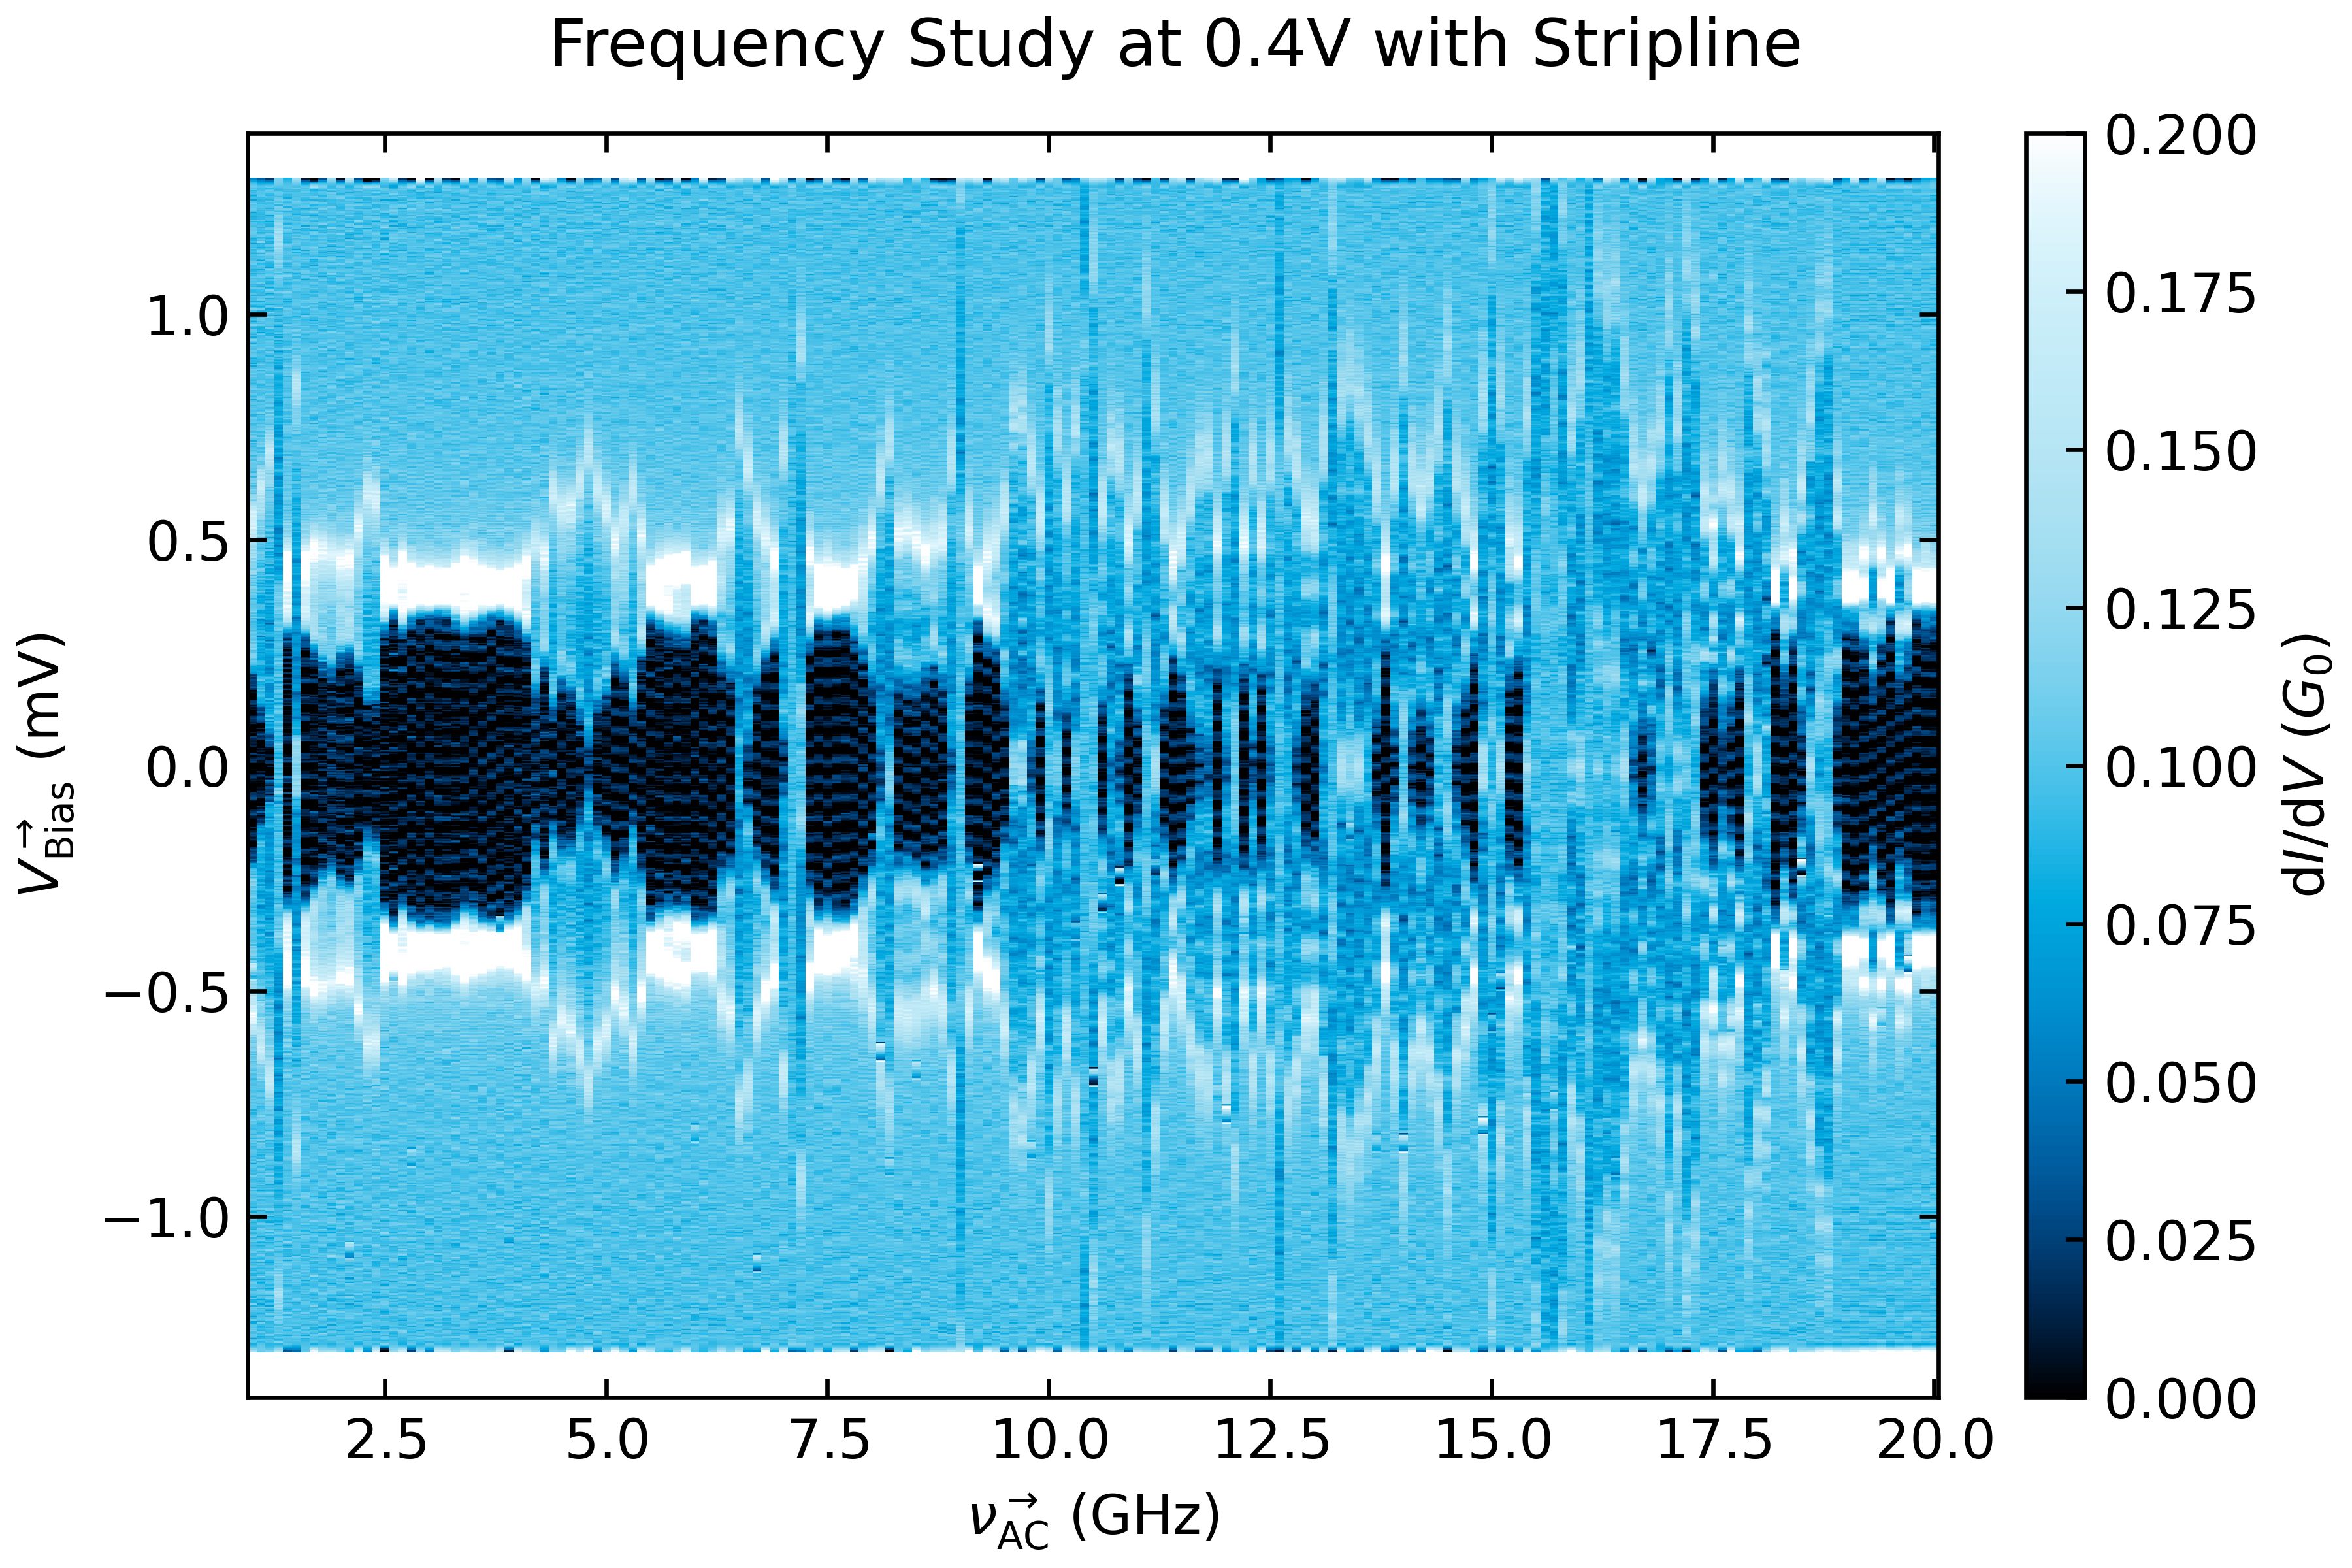 Frequency Study at 0.4V with Stripline
1.0
0.5
0.0
−0.5
−1.0
V→Bias (mV)
2.5 5.0 7.5 10.0 12.5 15.0 17.5 20.0
ν→AC (GHz)
0.200
0.175
0.150
0.125
0.100
0.075
0.050
0.025
0.000
dI/dV (G0)